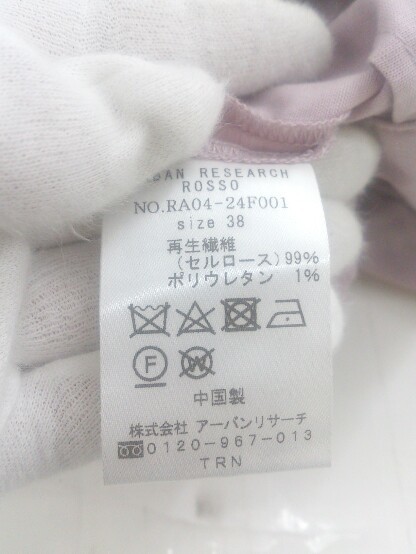 RESEARCH
ROSSO
NO.RA04-24F001
size 38
再生繊維
(セルロース) 99%
ポリウレタン 1%
F
W
中国製
株式会社 アーバンリサーチ
0120-967-013
TRN